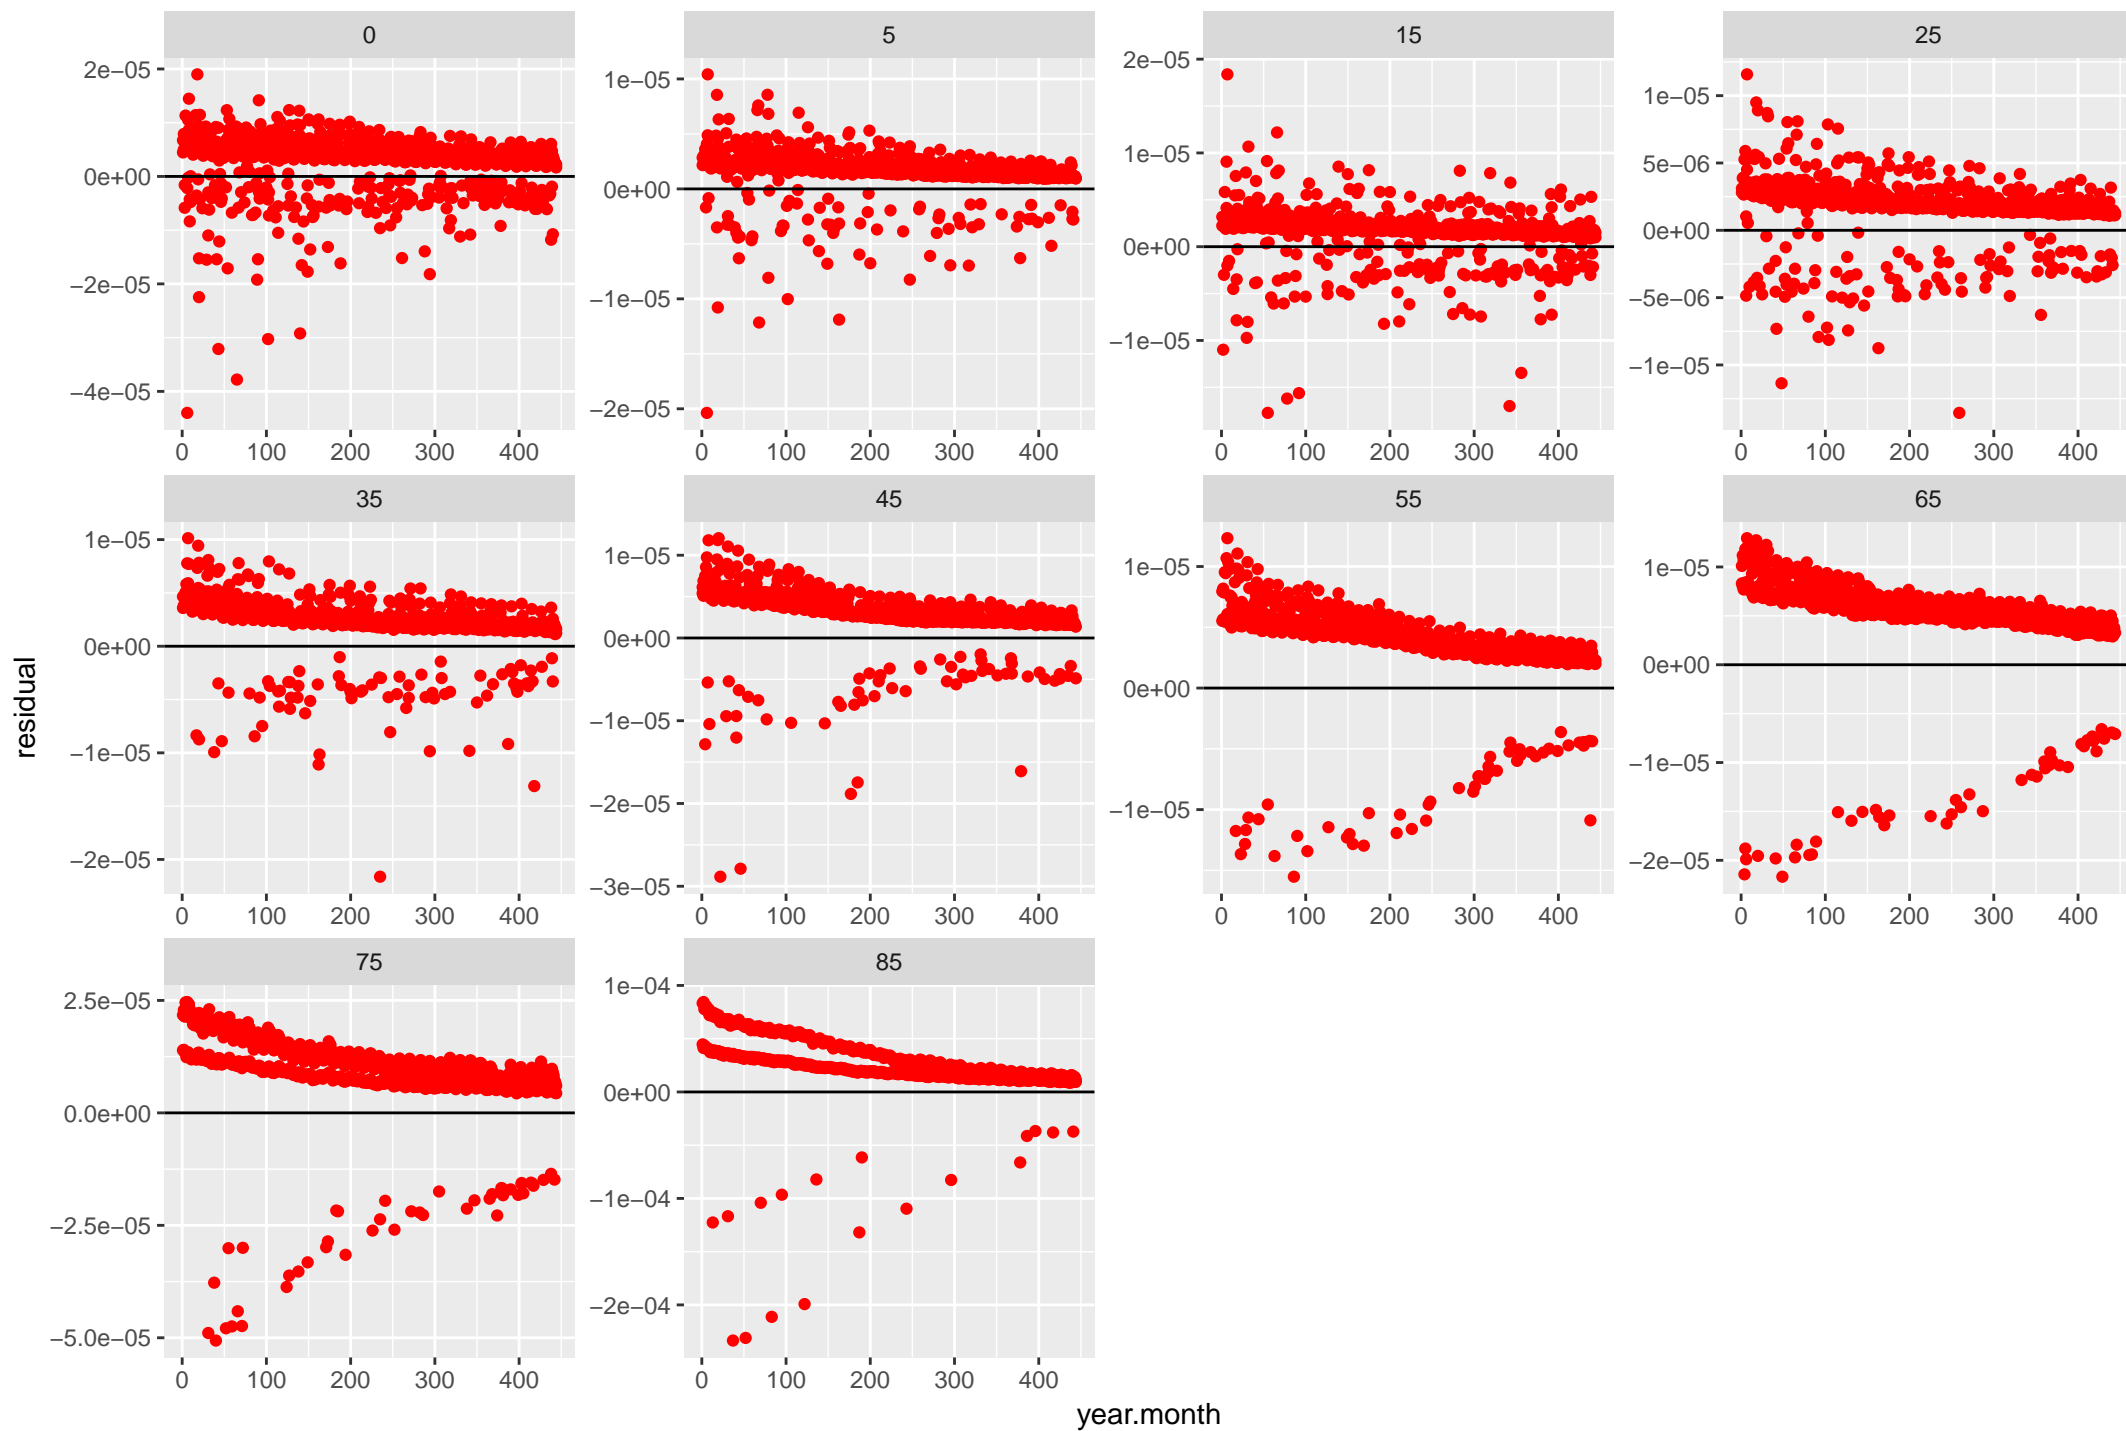 0 5 15 25
2e−05 1e−05 2e−05 1e−05
0e+00 0e+00 1e−05 5e−06
−2e−05 −1e−05 0e+00 0e+00
−4e−05 −2e−05 −1e−05 −5e−06
−1e−05
0 100 200 300 400 0 100 200 300 400 0 100 200 300 400 0 100 200 300 400
35 45 55 65
1e−05 1e−05 1e−05 1e−05
0e+00 0e+00 0e+00 0e+00
−1e−05 −1e−05 −1e−05 −1e−05
−2e−05 −2e−05 −2e−05
−3e−05
0 100 200 300 400 0 100 200 300 400 0 100 200 300 400 0 100 200 300 400
residual
75 85
2.5e−05 1e−04
0.0e+00 0e+00
−2.5e−05 −1e−04
−5.0e−05 −2e−04
0 100 200 300 400 0 100 200 300 400
year.month